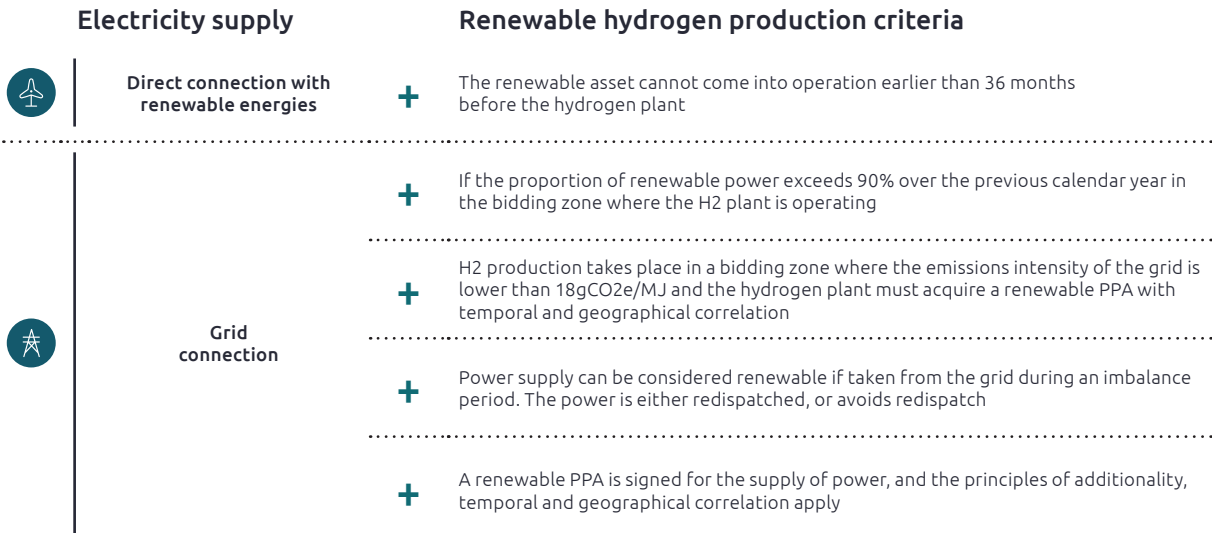 Electricity supply
Renewable hydrogen production criteria
Direct connection with
renewable energies
+
The renewable asset cannot come into operation earlier than 36 months
before the hydrogen plant
Grid
connection
+
If the proportion of renewable power exceeds 90% over the previous calendar year in
the bidding zone where the H2 plant is operating
+
H2 production takes place in a bidding zone where the emissions intensity of the grid is
lower than 18gCO2e/MJ and the hydrogen plant must acquire a renewable PPA with
temporal and geographical correlation
+
Power supply can be considered renewable if taken from the grid during an imbalance
period. The power is either redispatched, or avoids redispatch
+
A renewable PPA is signed for the supply of power, and the principles of additionality,
temporal and geographical correlation apply